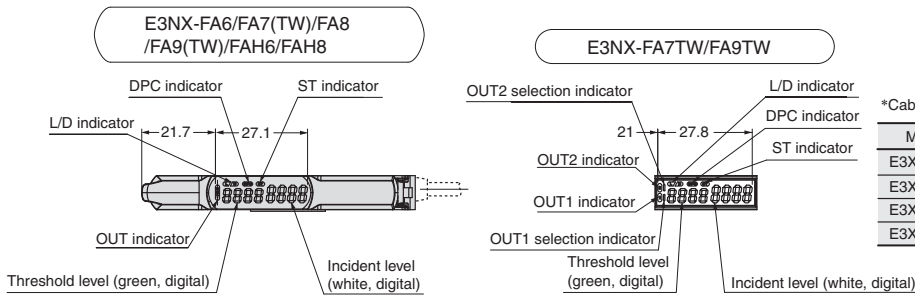 E3NX-FA6/FA7(TW)/FA8
/FA9(TW)/FAH6/FAH8
DPC indicator
ST indicator
L/D indicator
21.7
27.1
OUT indicator
Threshold level (green, digital)
Incident level
(white, digital)
E3NX-FA7TW/FA9TW
OUT2 selection indicator
L/D indicator
21
27.8
DPC indicator
OUT2 indicator
ST indicator
OUT1 indicator
OUT1 selection indicator
Threshold level
(green, digital)
Incident level (white, digital)
*Cab
M
E3X
E3X
E3X
E3X